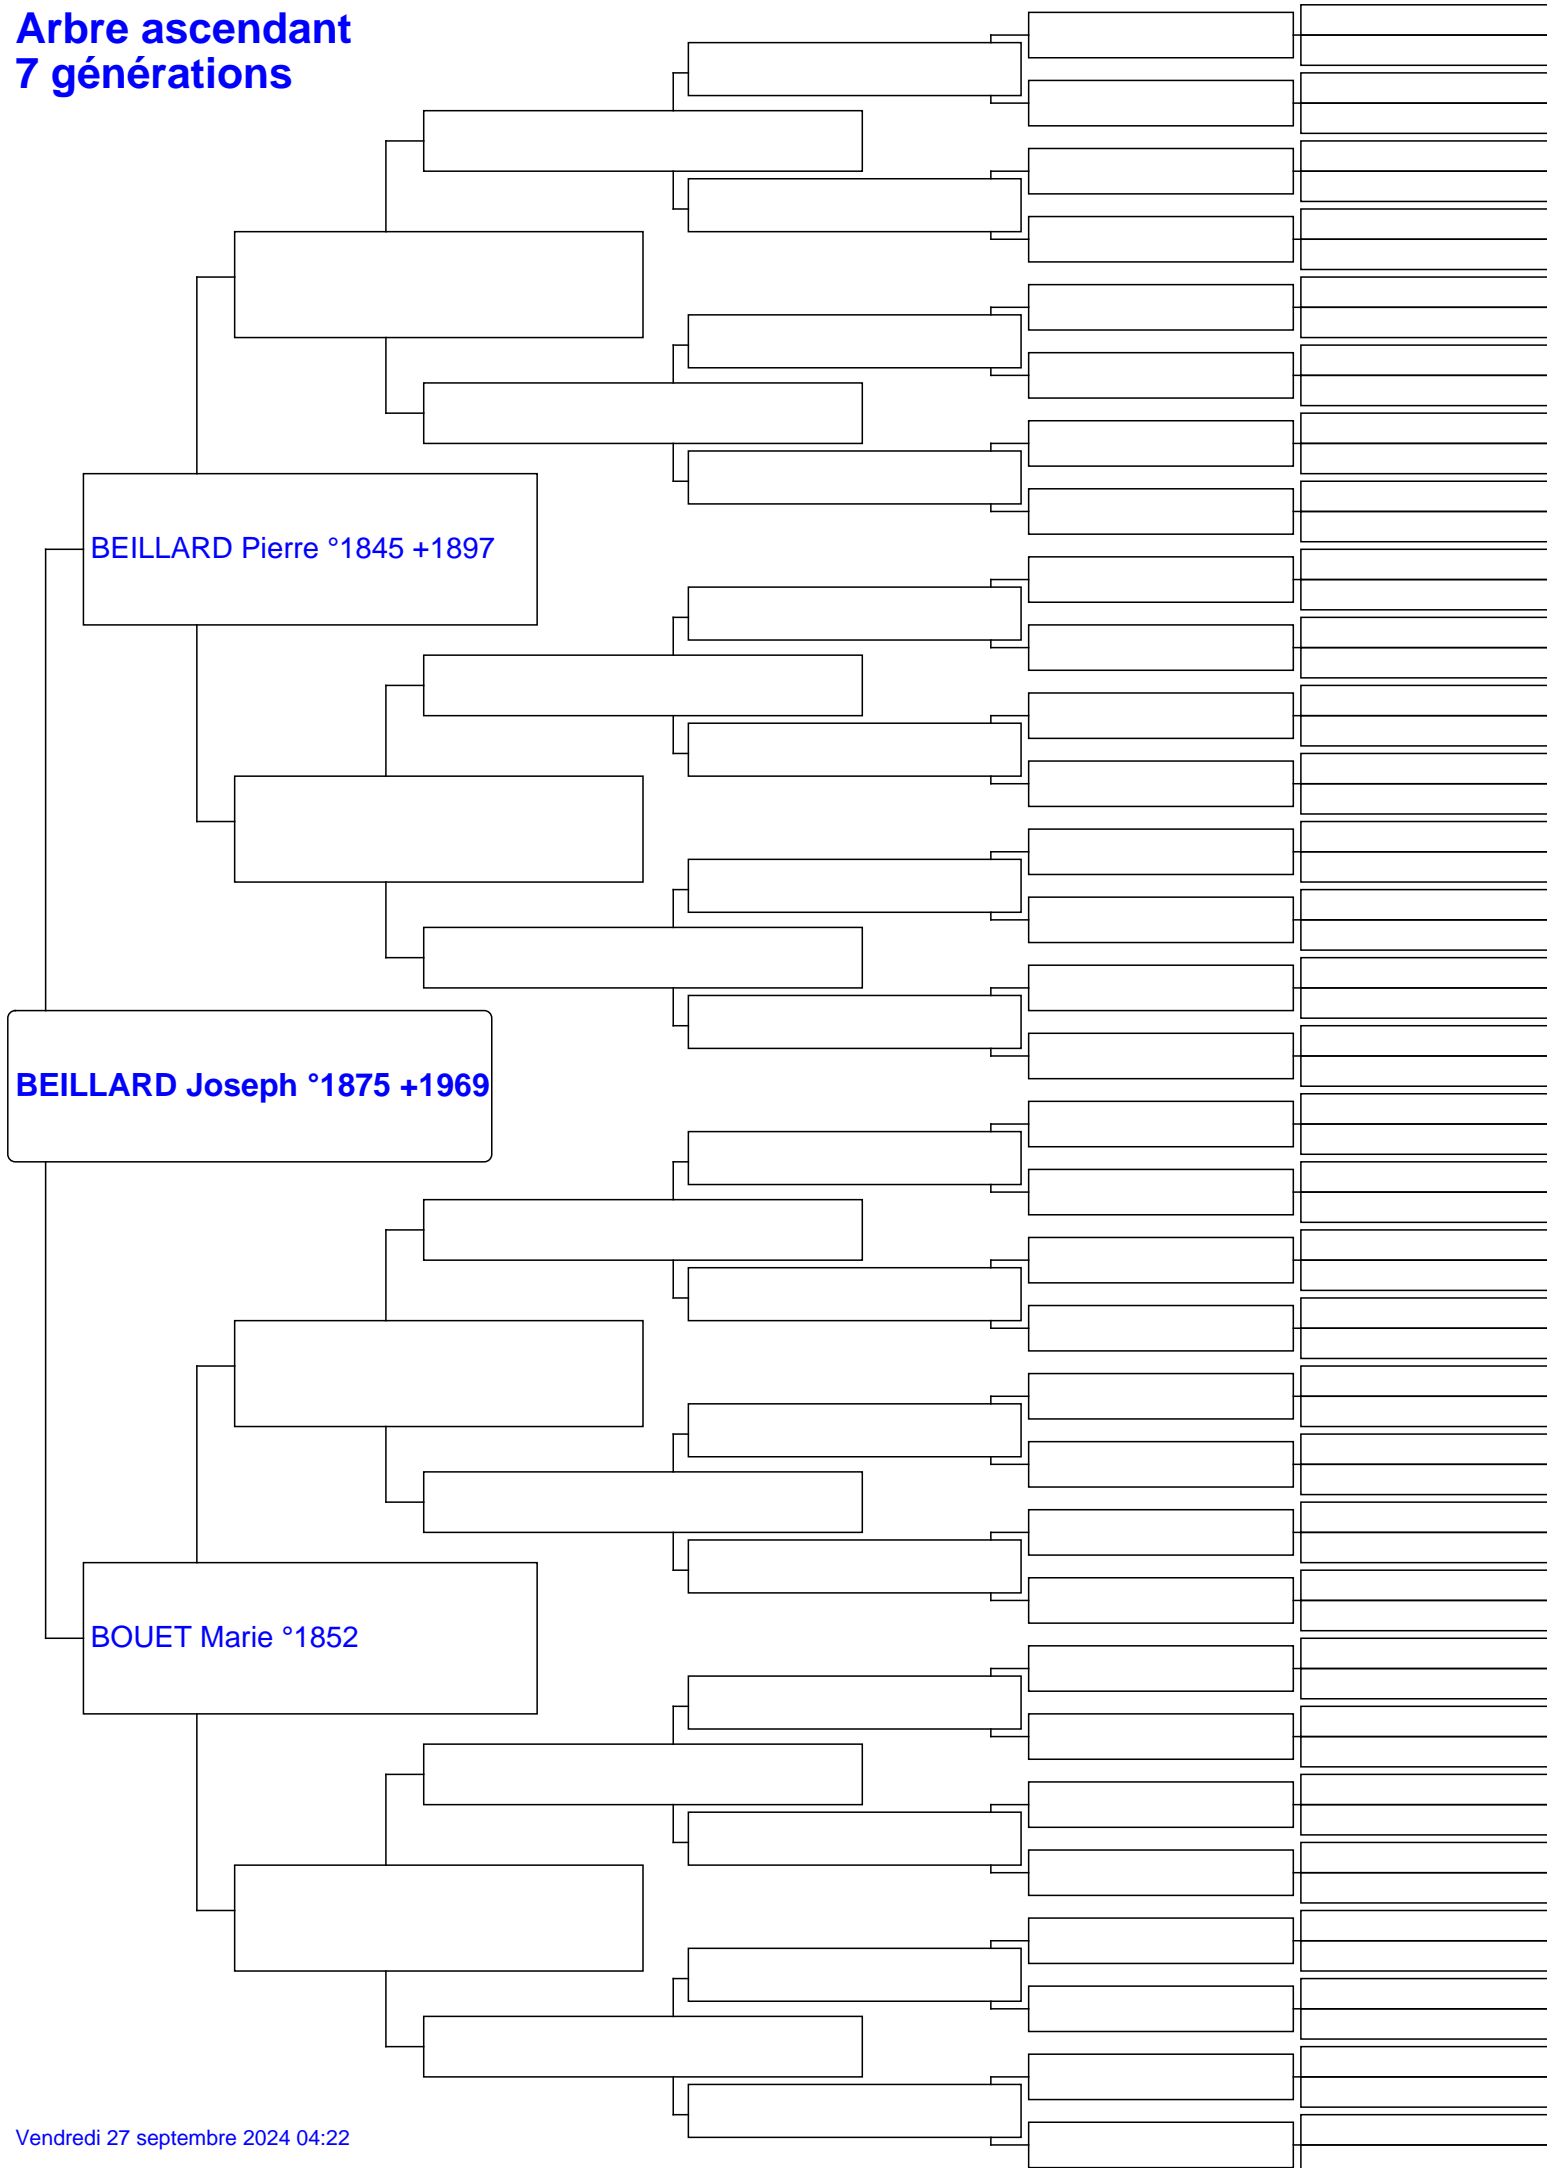 Arbre ascendant
7 générations
BEILLARD Pierre °1845 +1897
BEILLARD Joseph °1875 +1969
BOUET Marie °1852
Vendredi 27 septembre 2024 04:22